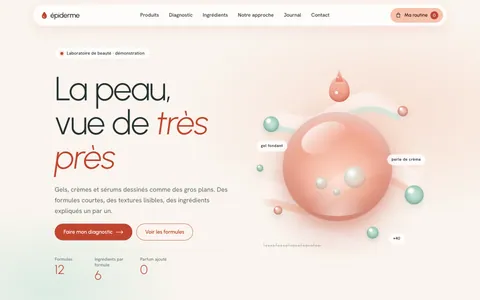 épiderme
Produits
Diagnostic
Ingrédients
Notre approche
Journal
Contact
Ma routine
0
Laboratoire de beauté · démonstration
La peau,
vue de très
près
Gels, crèmes et sérums dessinés comme des gros plans. Des
formules courtes, des textures lisibles, des ingrédients
expliqués un par un.
Faire mon diagnostic →
Voir les formules
Formules
12
Ingrédients par
formule
6
Parfum ajouté
0
gel fondant
perle de crème
×40